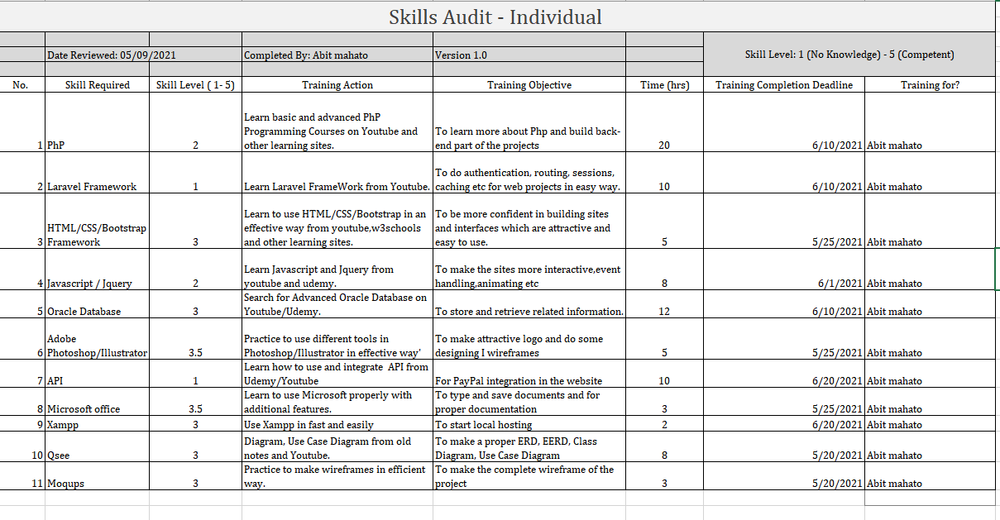 Skills Audit - Individual
Date Reviewed: 05/09/2021 Completed By: Abit mahato Version 1.0 Skill Level: 1 (No Knowledge) - 5 (Competent)
No. Skill Required Skill Level ( 1- 5) Training Action Training Objective Time (hrs) Training Completion Deadline Training for?
Learn basic and advanced PhP
Programming Courses on Youtube and To learn more about Php and build back-
1 PhP 2 other learning sites. end part of the projects 20 6/10/2021 Abit mahato
To do authentication, routing, sessions,
2 Laravel Framework 1 Learn Laravel FrameWork from Youtube. caching etc for web projects in easy way. 10 6/10/2021 Abit mahato
Learn to use HTML/CSS/Bootstrap in an To be more confident in building sites
HTML/CSS/Bootstrap effective way from youtube,w3schools and interfaces which are attractive and
3 Framework 3 and other learning sites. easy to use. 5 5/25/2021 Abit mahato
Learn Javascript and Jquery from To make the sites more interactive,event
4 Javascript / Jquery 2 youtube and udemy. handling,animating etc 8 6/1/2021 Abit mahato
Search for Advanced Oracle Database on
5 Oracle Database 3 Youtube/Udemy. To store and retrieve related information. 12 6/10/2021 Abit mahato
Adobe Practice to use different tools in To make attractive logo and do some
6 Photoshop/Illustrator 3.5 Photoshop/Illustrator in effective way' designing I wireframes 5 5/25/2021 Abit mahato
Learn how to use and integrate API from
7 API 1 Udemy/Youtube For PayPal integration in the website 10 6/20/2021 Abit mahato
Learn to use Microsoft properly with To type and save documents and for
8 Microsoft office 3.5 additional features. proper documentation 3 5/25/2021 Abit mahato
9 Xampp 3 Use Xampp in fast and easily To start local hosting 2 6/20/2021 Abit mahato
Diagram, Use Case Diagram from old To make a proper ERD, EERD, Class
10 Qsee 3 notes and Youtube. Diagram, Use Case Diagram 8 5/20/2021 Abit mahato
Practice to make wireframes in efficient To make the complete wireframe of the
11 Moqups 3 way. project 3 5/20/2021 Abit mahato